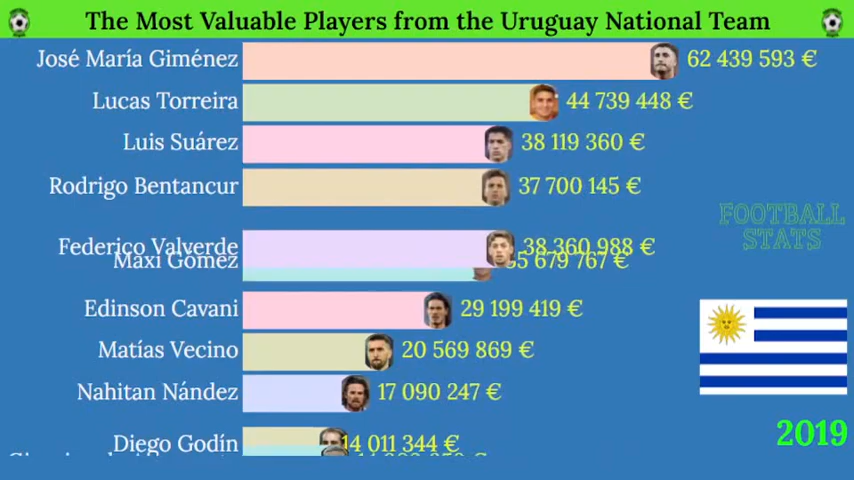 The Most Valuable Players from the Uruguay National Team
José María Giménez 62 439 593 €
Lucas Torreira 44 739 448 €
Luis Suárez 38 119 360 €
Rodrigo Bentancur 37 700 145 €
FOOTBALL
STATS
Federico Valverde 38 360 988 €
Maxi Gómez 35 679 767 €
Edinson Cavani 29 199 419 €
Matías Vecino 20 569 869 €
Nahitan Nández 17 090 247 €
2019
Diego Godín 14 011 344 €